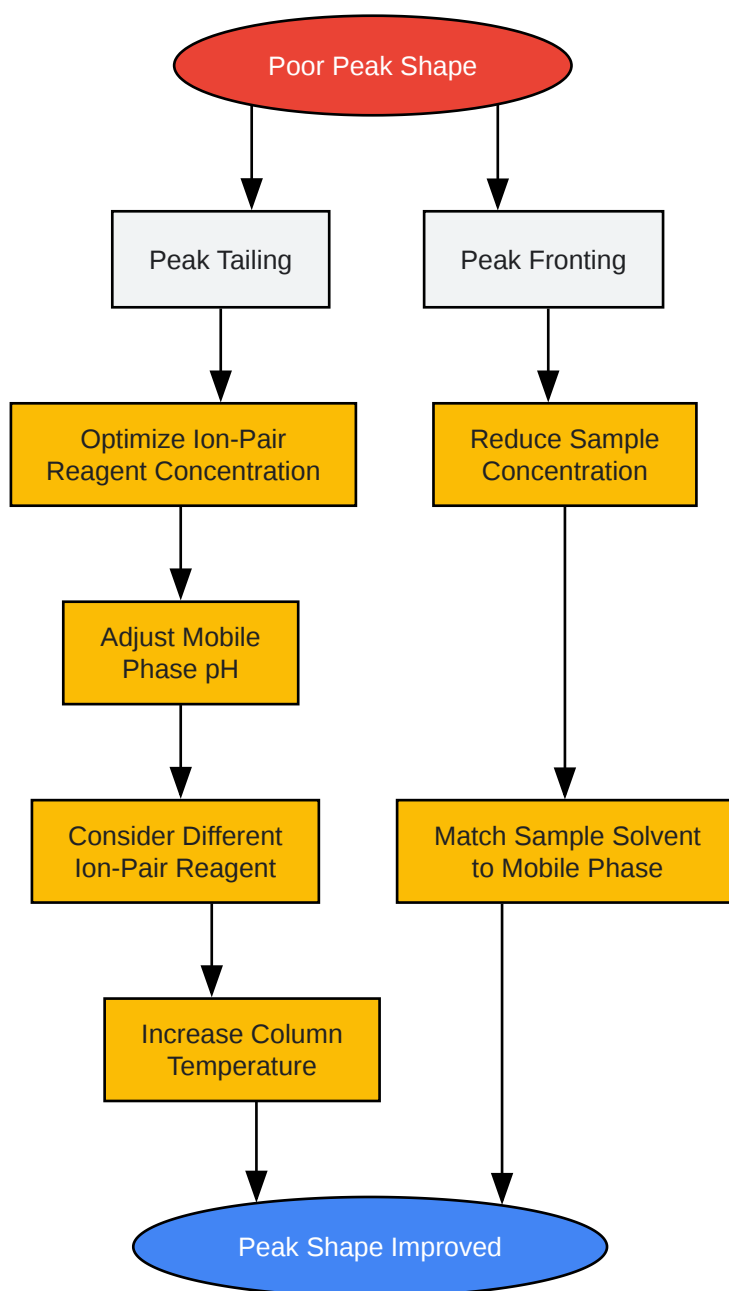 Poor Peak Shape
Peak Tailing
Peak Fronting
Optimize Ion-Pair
Reagent Concentration
Reduce Sample
Concentration
Adjust Mobile
Phase pH
Consider Different
Ion-Pair Reagent
Match Sample Solvent
to Mobile Phase
Increase Column
Temperature
Peak Shape Improved